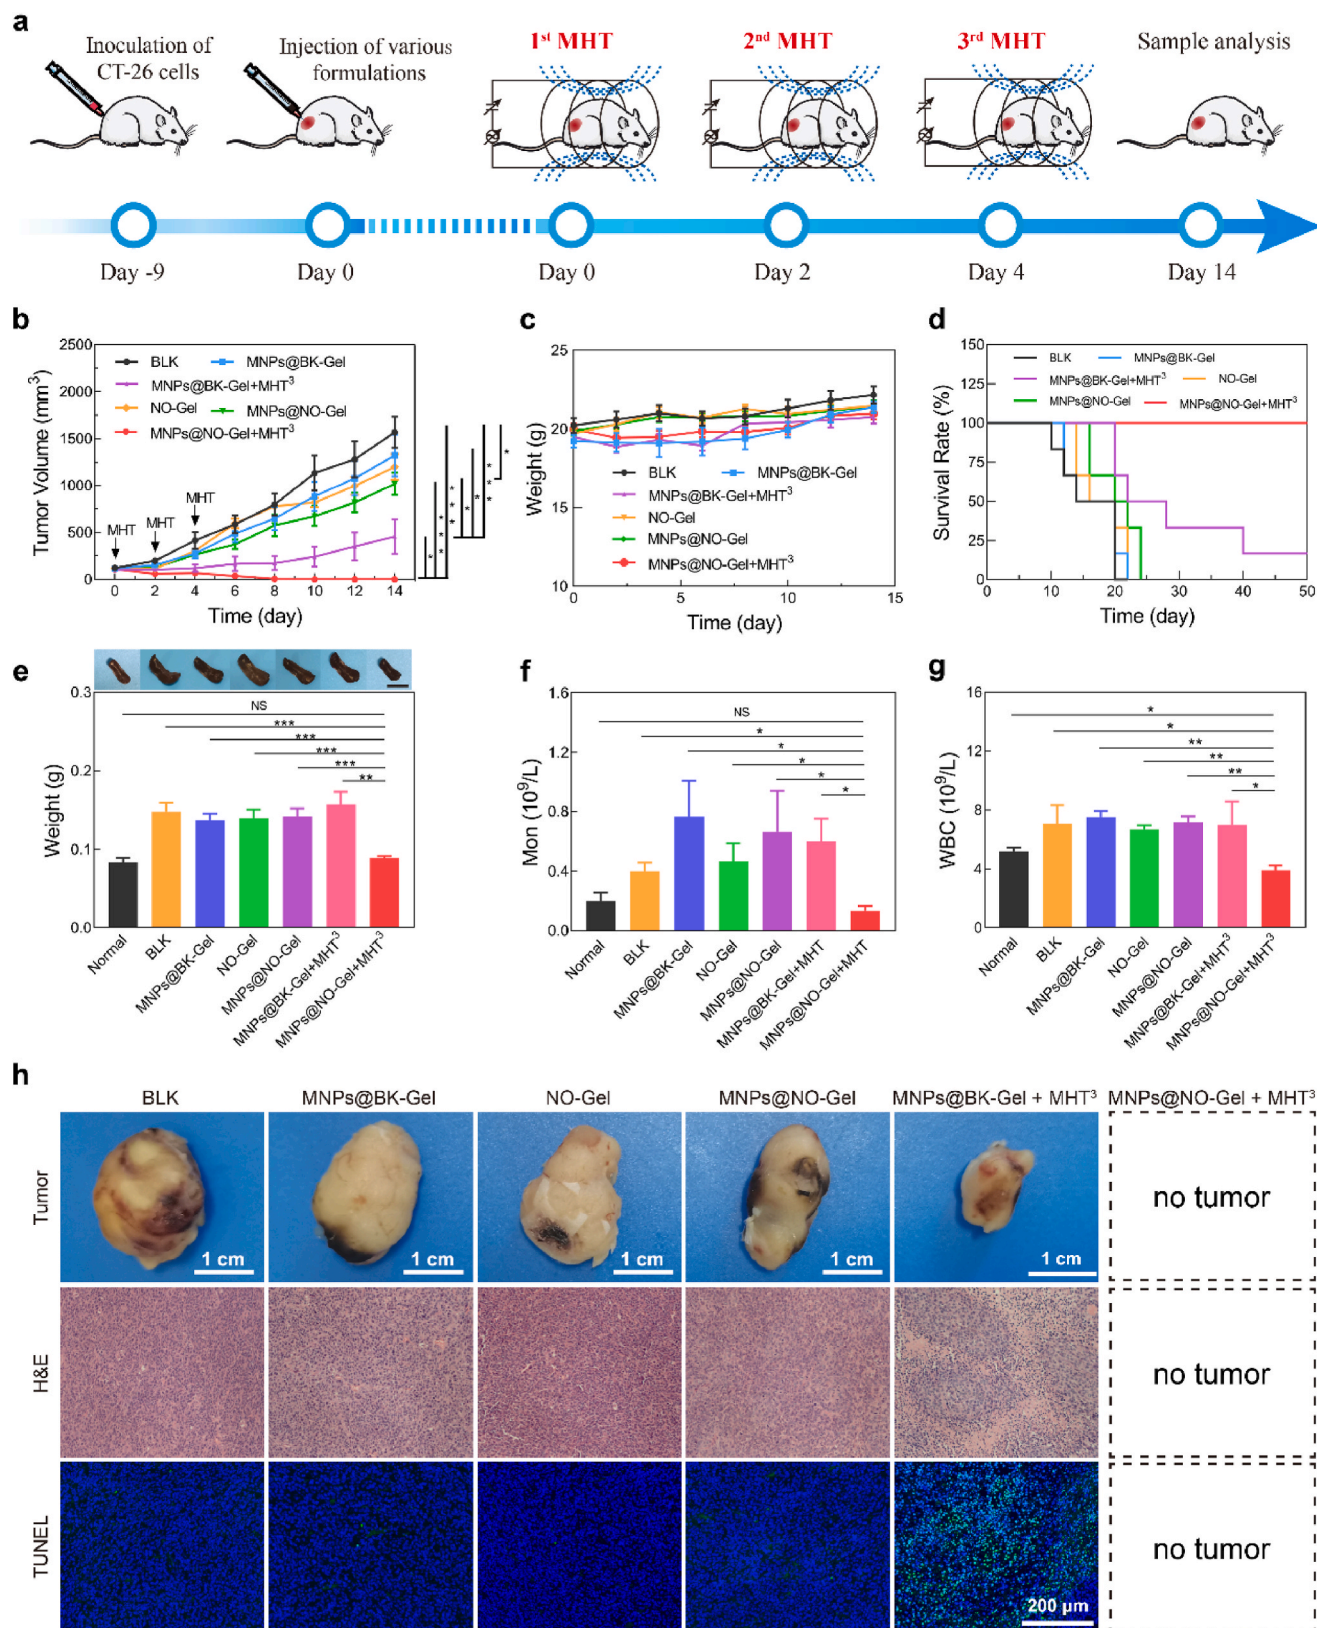 a
Inoculation of
CT-26 cells
Injection of various
formulations
1st MHT
2nd MHT
3rd MHT
Sample analysis
Day -9
Day 0
Day 0
Day 2
Day 4
Day 14
b
Tumor Volume (mm³)
2500
2000
1500
1000
500
0
BLK
MNPs@BK-Gel
MNPs@BK-Gel+MHT³
NO-Gel
MNPs@NO-Gel
MNPs@NO-Gel+MHT³
MHT
MHT
MHT
0 2 4 6 8 10 12 14
Time (day)
c
Weight (g)
25
20
15
10
BLK
MNPs@BK-Gel
MNPs@BK-Gel+MHT³
NO-Gel
MNPs@NO-Gel
MNPs@NO-Gel+MHT³
0 5 10 15
Time (day)
d
Survival Rate (%)
150
125
100
75
50
25
0
BLK
MNPs@BK-Gel
MNPs@BK-Gel+MHT³
NO-Gel
MNPs@NO-Gel
MNPs@NO-Gel+MHT³
0 10 20 30 40 50
Time (day)
e
Weight (g)
0.3
0.2
0.1
0.0
NS
***
***
***
***
**
Normal
BLK
MNPs@BK-Gel
NO-Gel
MNPs@NO-Gel
MNPs@BK-Gel+MHT³
MNPs@NO-Gel+MHT³
f
Mon (10⁹/L)
1.6
1.2
0.8
0.4
0.0
NS
*
*
*
*
*
Normal
BLK
MNPs@BK-Gel
NO-Gel
MNPs@NO-Gel
MNPs@BK-Gel+MHT
MNPs@NO-Gel+MHT
g
WBC (10⁹/L)
16
12
8
4
0
*
*
**
**
**
*
Normal
BLK
MNPs@BK-Gel
NO-Gel
MNPs@NO-Gel
MNPs@BK-Gel+MHT³
MNPs@NO-Gel+MHT³
h
BLK
MNPs@BK-Gel
NO-Gel
MNPs@NO-Gel
MNPs@BK-Gel + MHT³
MNPs@NO-Gel + MHT³
Tumor
1 cm
1 cm
1 cm
1 cm
1 cm
no tumor
H&E
no tumor
TUNEL
200 μm
no tumor